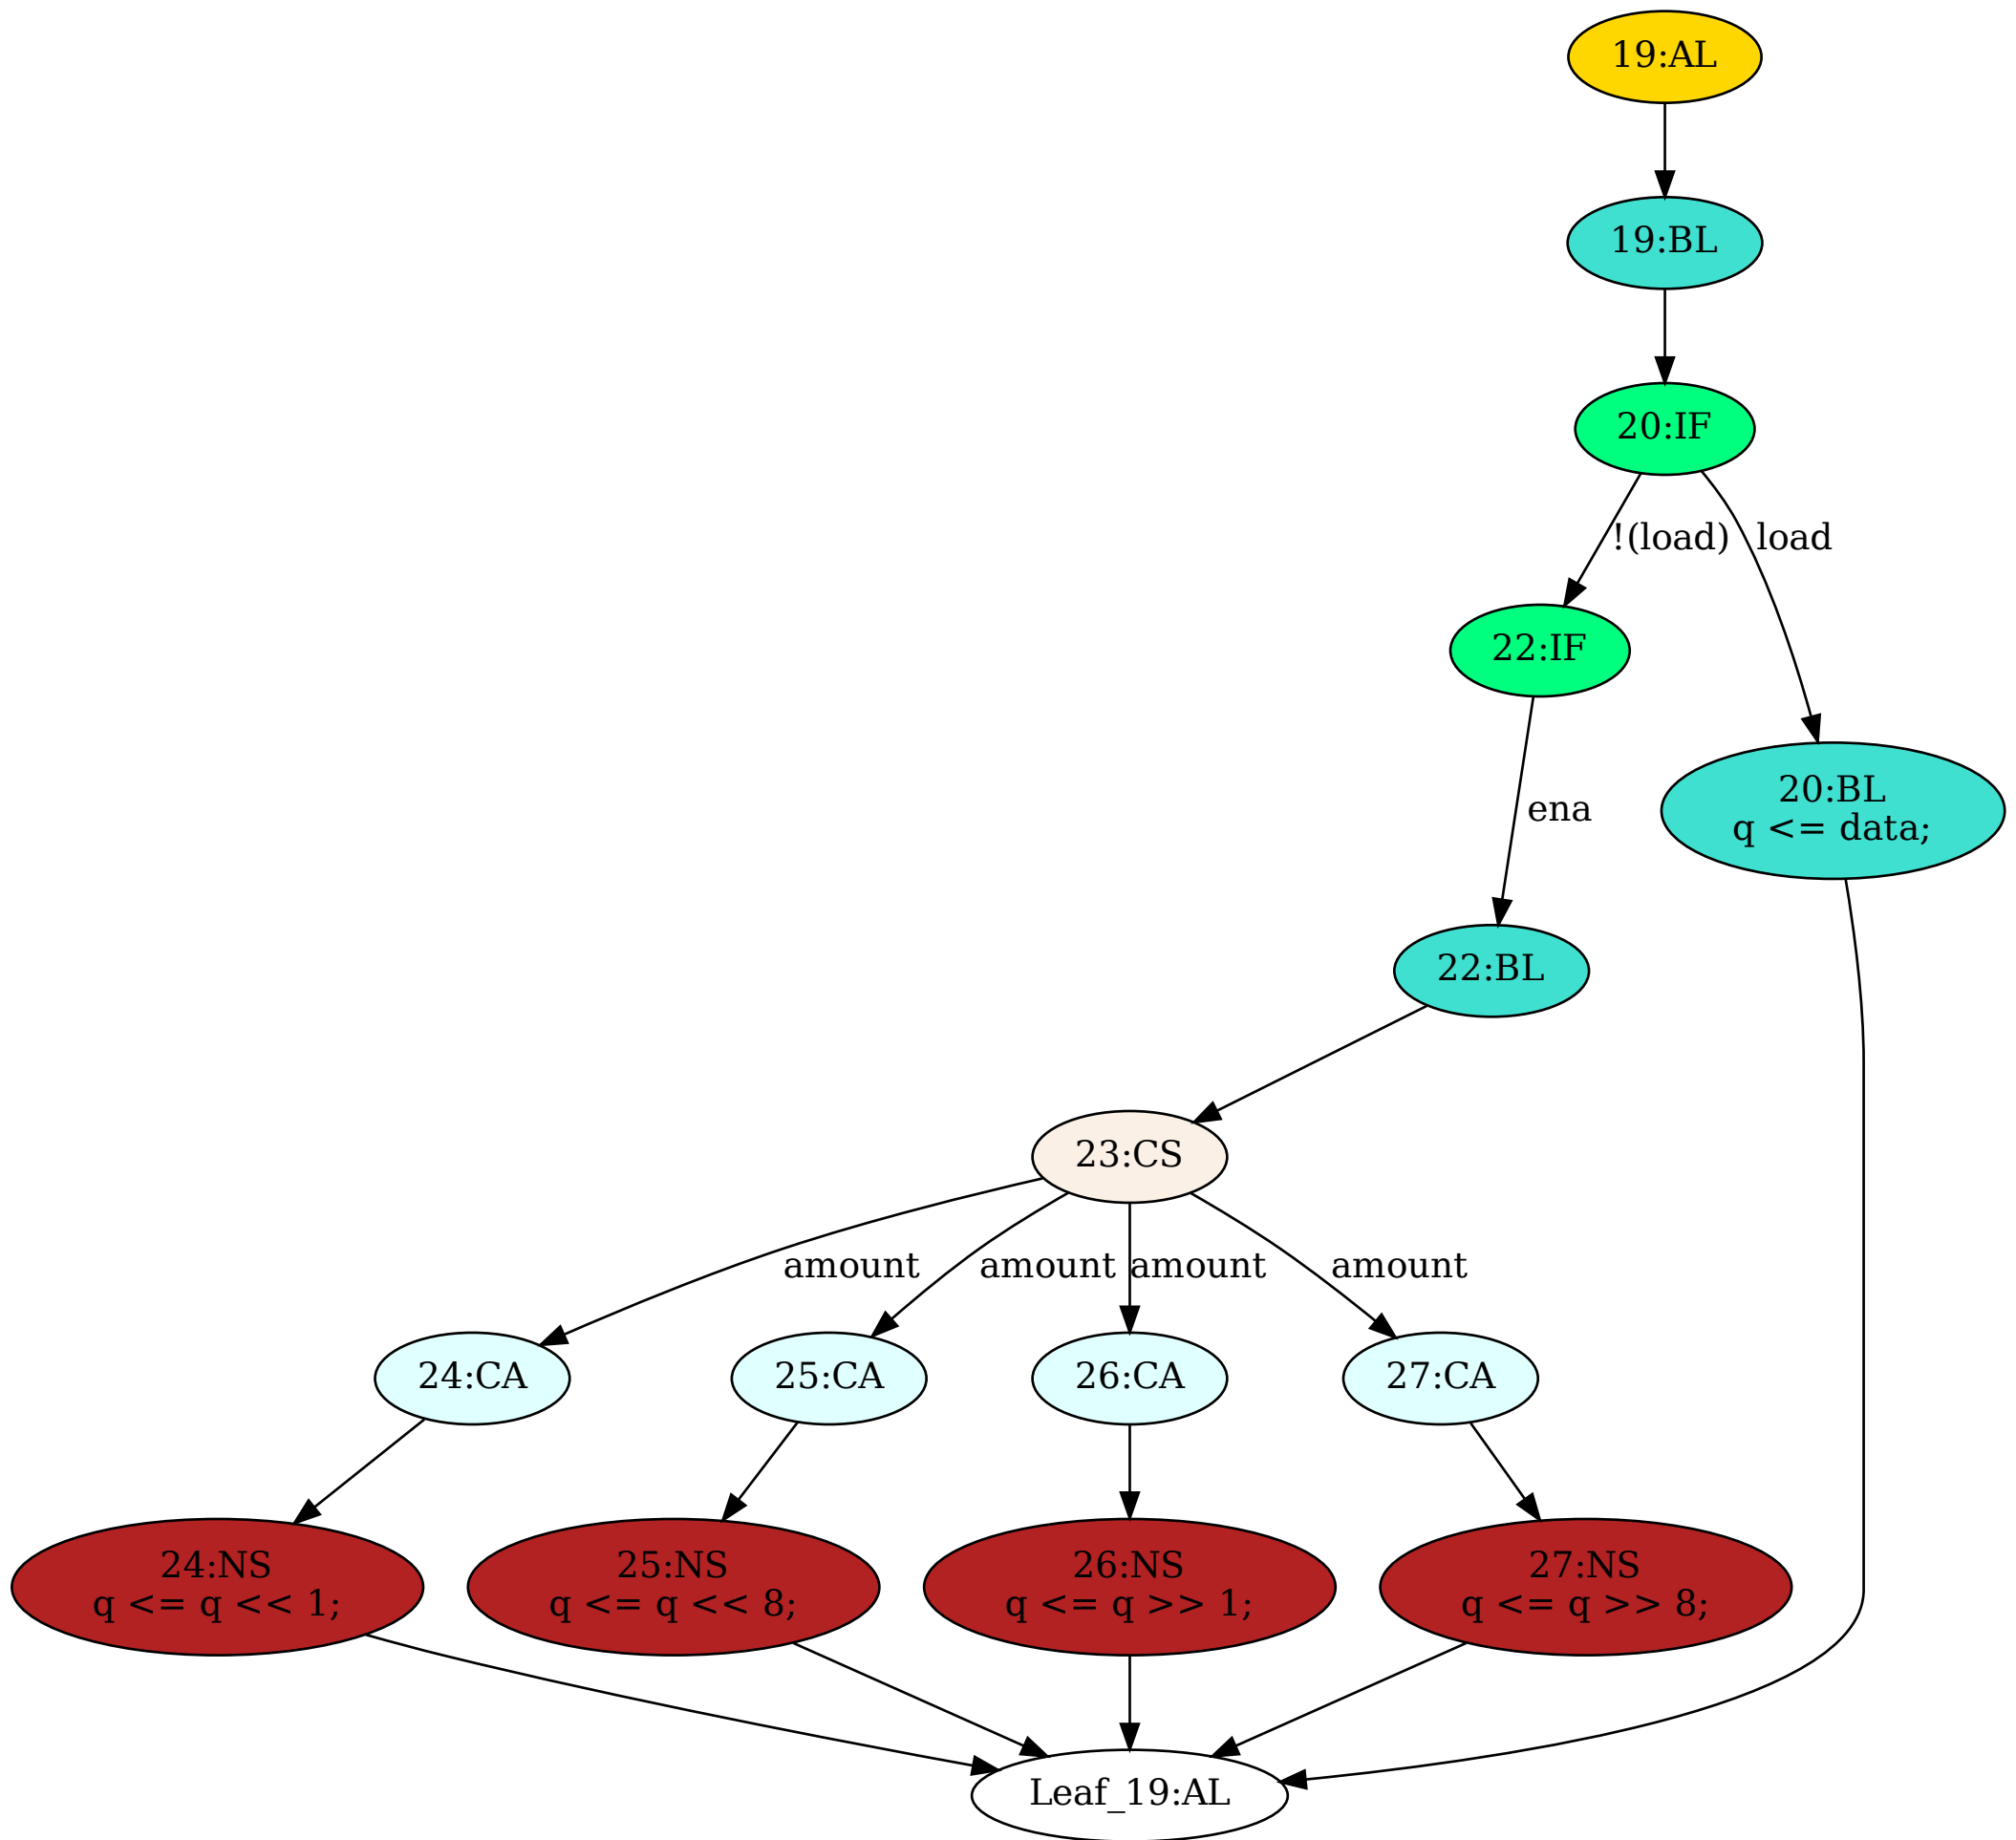 19:AL
19:BL
20:IF
!(load)
load
22:IF
20:BL
q <= data;
ena
22:BL
23:CS
amount
amount
amount
amount
24:CA
25:CA
26:CA
27:CA
24:NS
q <= q << 1;
25:NS
q <= q << 8;
26:NS
q <= q >> 1;
27:NS
q <= q >> 8;
Leaf_19:AL